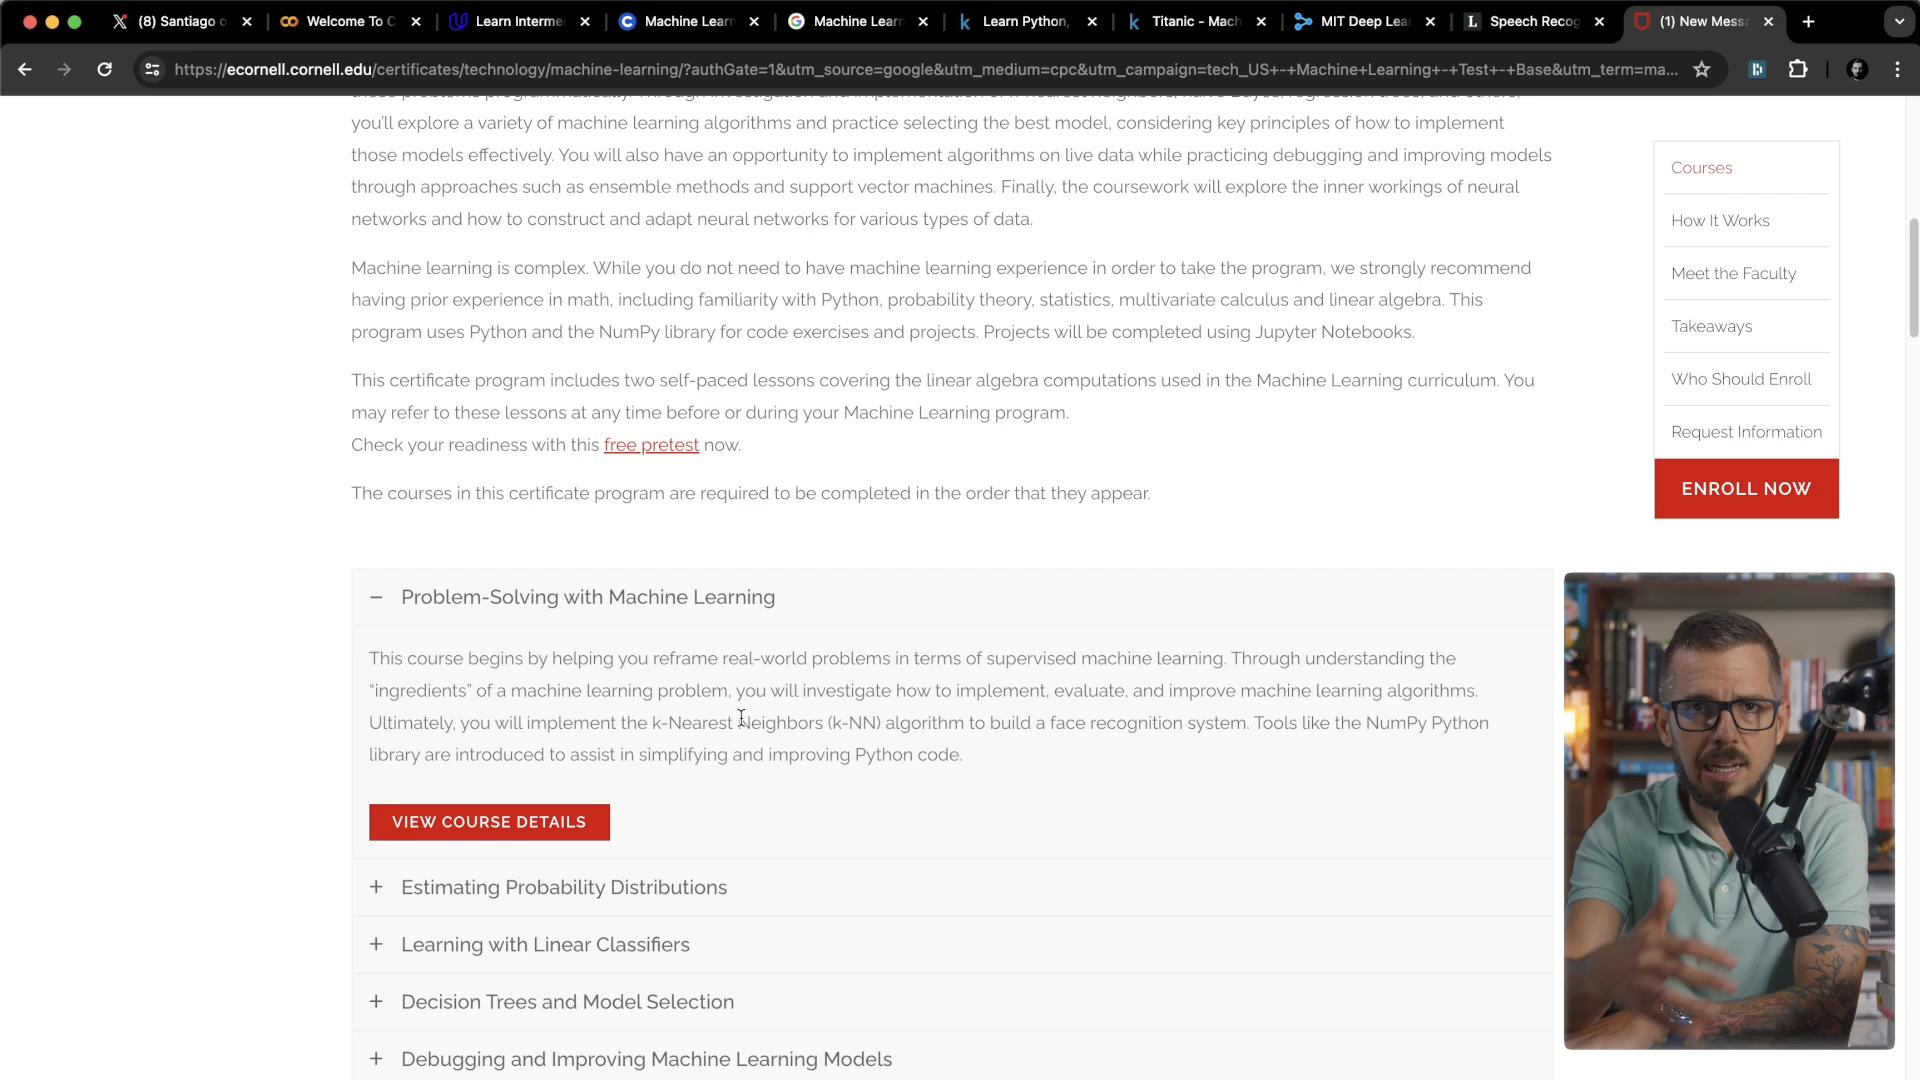 (8) Santiago o
Welcome To C
Learn Interme
Machine Learn
Machine Learn
Learn Python,
Titanic - Mach
MIT Deep Lea
Speech Recog
(1) New Messa
https://ecornell.cornell.edu/certificates/technology/machine-learning/?authGate=1&utm_source=google&utm_medium=cpc&utm_campaign=tech_US+-+Machine+Learning+-+Test+-+Base&utm_term=ma...
you'll explore a variety of machine learning algorithms and practice selecting the best model, considering key principles of how to implement
those models effectively. You will also have an opportunity to implement algorithms on live data while practicing debugging and improving models
through approaches such as ensemble methods and support vector machines. Finally, the coursework will explore the inner workings of neural
networks and how to construct and adapt neural networks for various types of data.
Machine learning is complex. While you do not need to have machine learning experience in order to take the program, we strongly recommend
having prior experience in math, including familiarity with Python, probability theory, statistics, multivariate calculus and linear algebra. This
program uses Python and the NumPy library for code exercises and projects. Projects will be completed using Jupyter Notebooks.
This certificate program includes two self-paced lessons covering the linear algebra computations used in the Machine Learning curriculum. You
may refer to these lessons at any time before or during your Machine Learning program.
Check your readiness with this free pretest now.
The courses in this certificate program are required to be completed in the order that they appear.
Courses
How It Works
Meet the Faculty
Takeaways
Who Should Enroll
Request Information
ENROLL NOW
− Problem-Solving with Machine Learning
This course begins by helping you reframe real-world problems in terms of supervised machine learning. Through understanding the
“ingredients” of a machine learning problem, you will investigate how to implement, evaluate, and improve machine learning algorithms.
Ultimately, you will implement the k-Nearest Neighbors (k-NN) algorithm to build a face recognition system. Tools like the NumPy Python
library are introduced to assist in simplifying and improving Python code.
VIEW COURSE DETAILS
+ Estimating Probability Distributions
+ Learning with Linear Classifiers
+ Decision Trees and Model Selection
+ Debugging and Improving Machine Learning Models